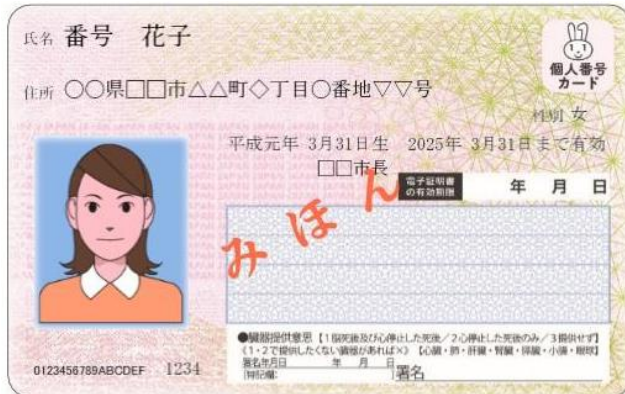 氏名 番号 花子
個人番号
カード
住所 ○○県□□市△△町◇丁目○番地▽▽号
性別 女
平成元年 3月31日生 2025年 3月31日まで有効
□□市長
電子証明書
の有効期限
年 月 日
みほん
●臓器提供意思【1脳死後及び心停止した死後／2心停止した死後のみ／3提供せず】
《1・2で提供したくない臓器があれば×》【心臓・肺・肝臓・腎臓・膵臓・小腸・眼球】
署名年月日 年 月 日
[特記欄: ]署名
0123456789ABCDEF 1234